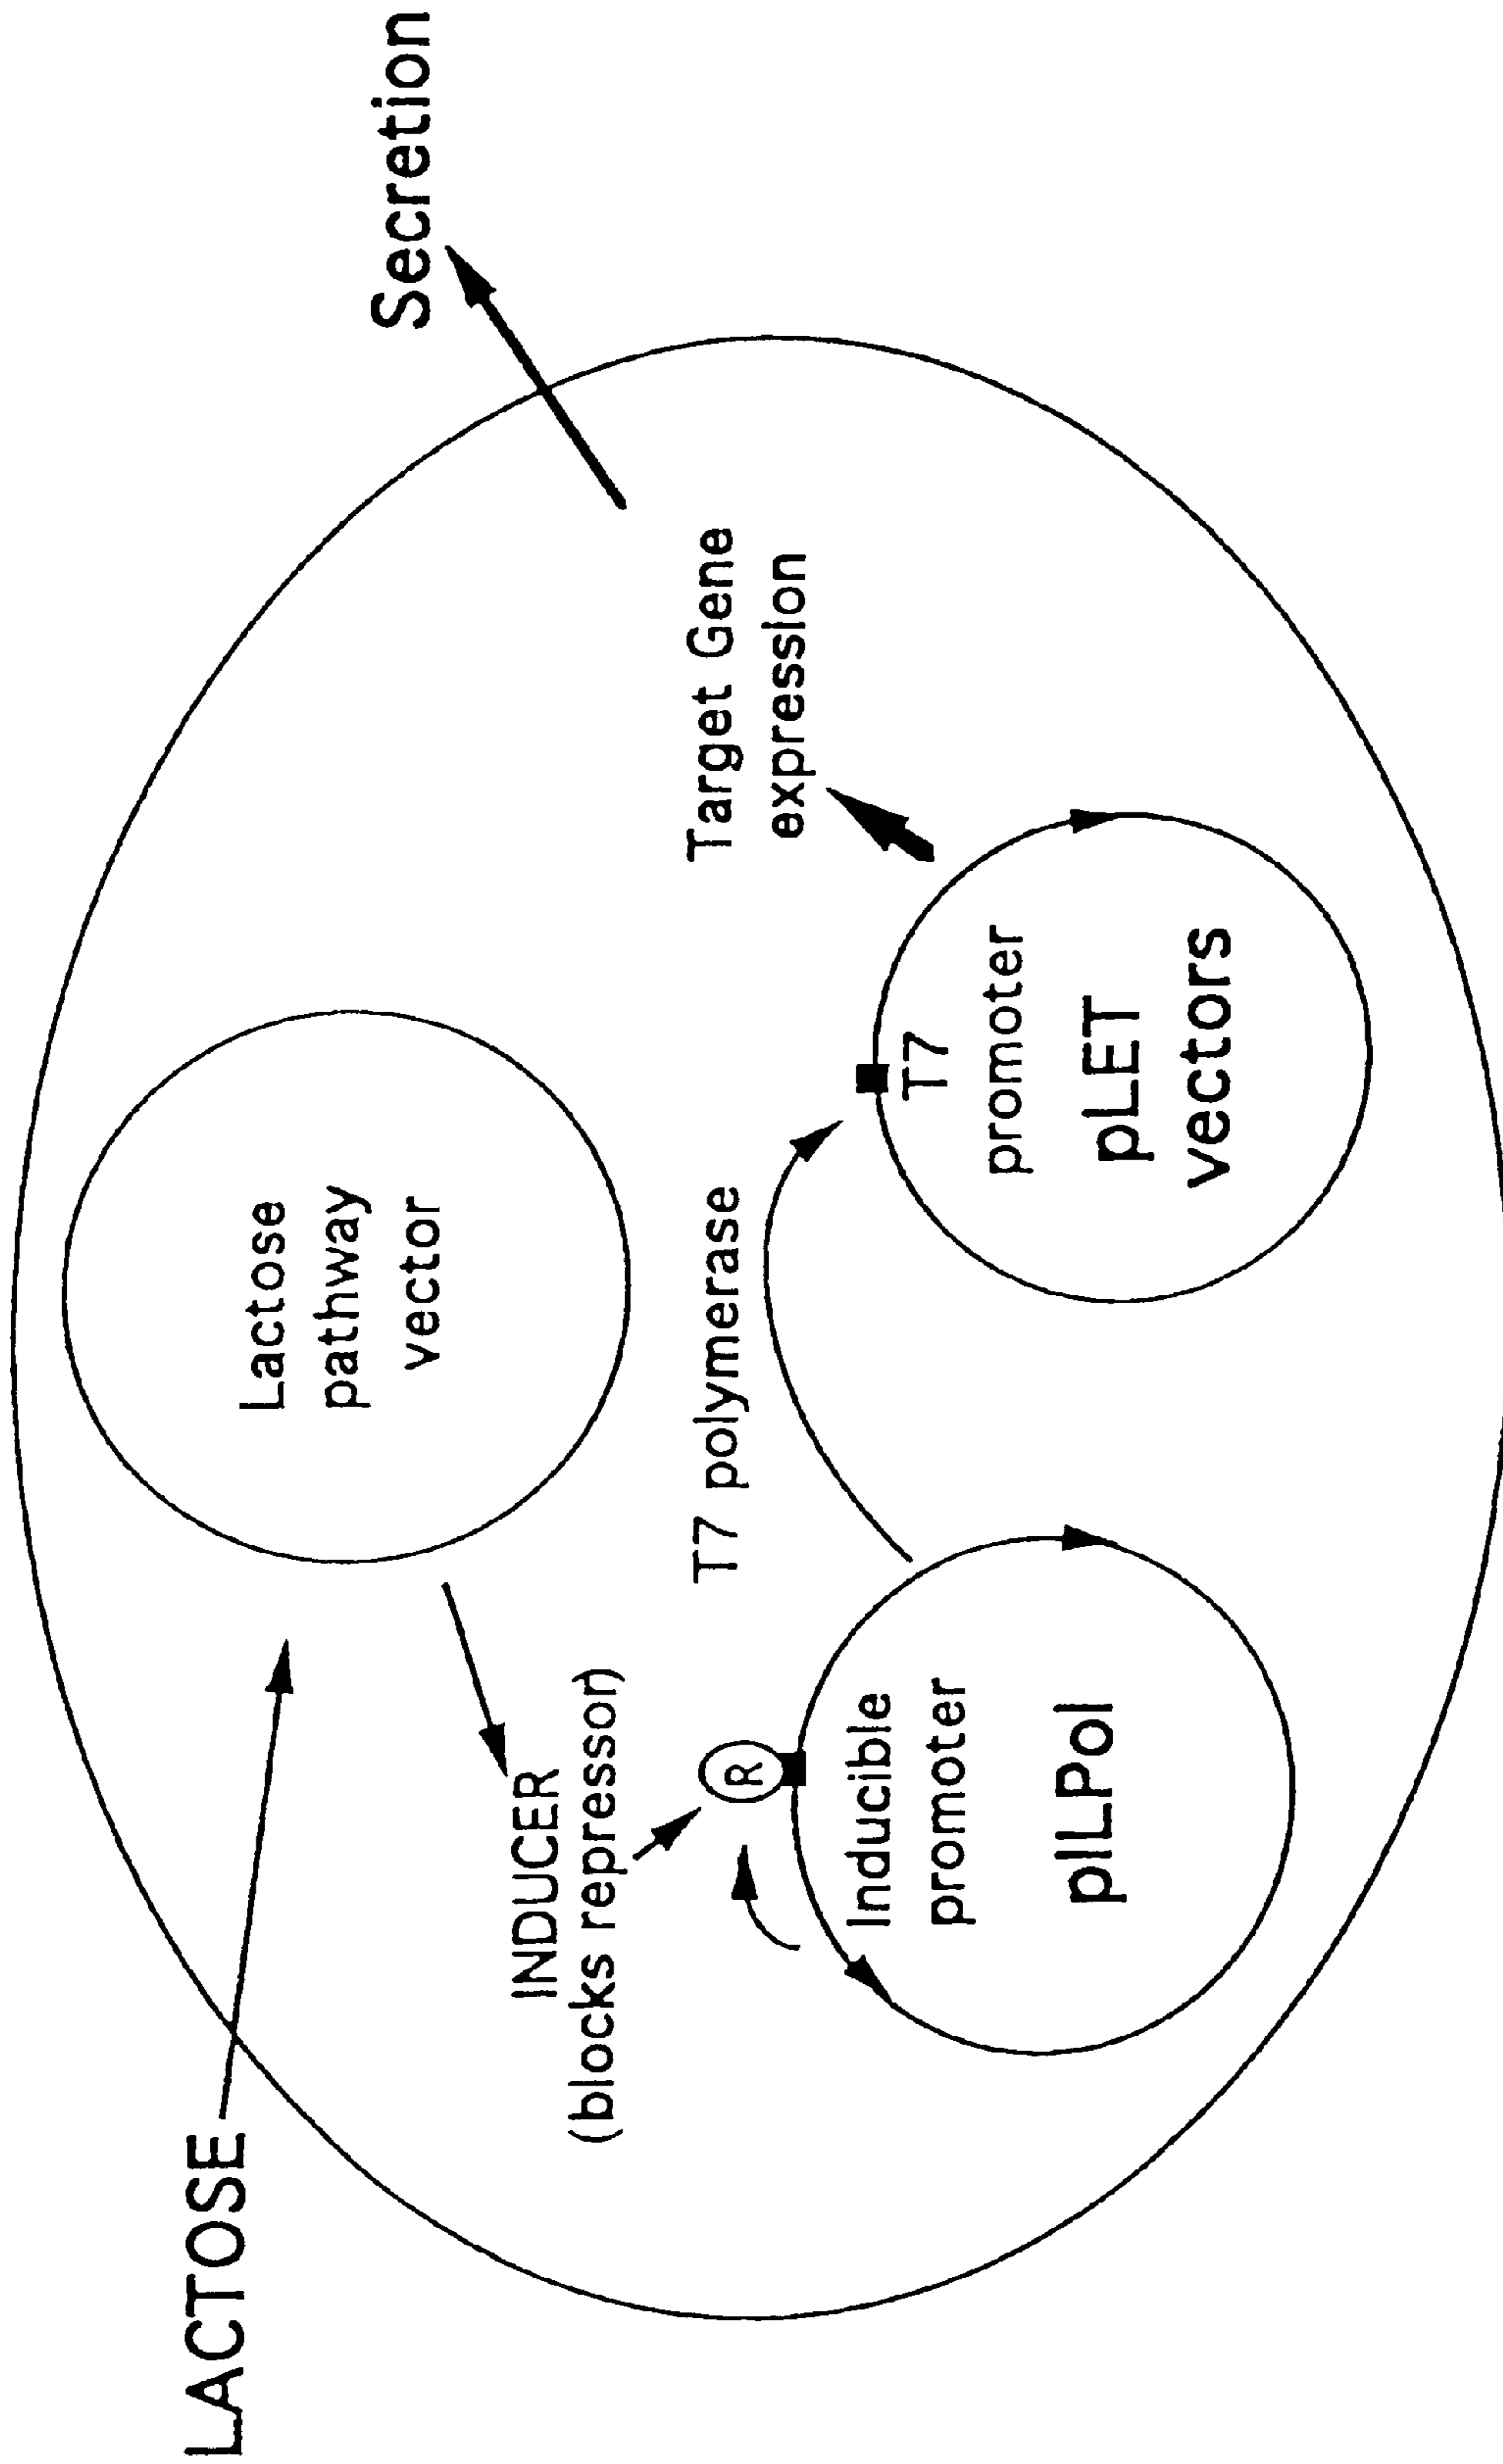 LACTOSE
Lactose
pathway
vector
Secretion
INDUCER
(blocks repressor)
T7 polymerase
Target Gene
expression
R
Inducible
promoter
pILPol
T7
promoter
pLET
vectors